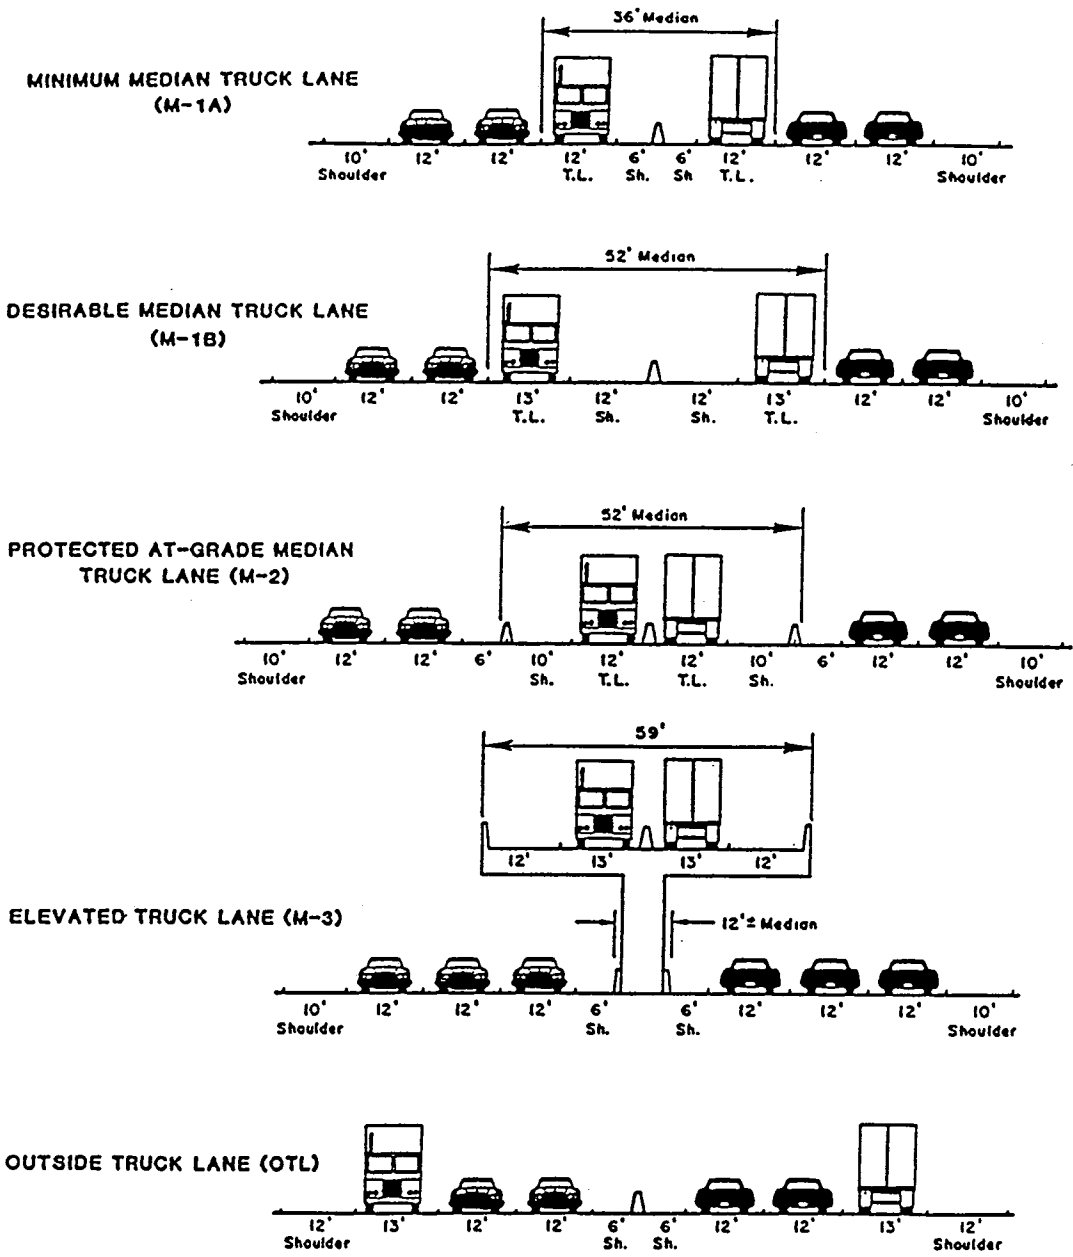 36' Median
MINIMUM MEDIAN TRUCK LANE
(M-1A)
10' 12' 12' 12' 6' 6' 12' 12' 12' 10'
Shoulder T.L. Sh. Sh T.L. Shoulder
52' Median
DESIRABLE MEDIAN TRUCK LANE
(M-1B)
10' 12' 12' 13' 12' 12' 13' 12' 12' 10'
Shoulder T.L. Sh. Sh. T.L. Shoulder
52' Median
PROTECTED AT-GRADE MEDIAN
TRUCK LANE (M-2)
10' 12' 12' 6' 10' 12' 12' 10' 6' 12' 12' 10'
Shoulder Sh. T.L. T.L. Sh. Shoulder
59'
12' 13' 13' 12'
ELEVATED TRUCK LANE (M-3)
12'± Median
10' 12' 12' 12' 6' 6' 12' 12' 12' 10'
Shoulder Sh. Sh. Shoulder
OUTSIDE TRUCK LANE (OTL)
12' 13' 12' 12' 6' 6' 12' 12' 13' 12'
Shoulder Sh. Sh. Shoulder